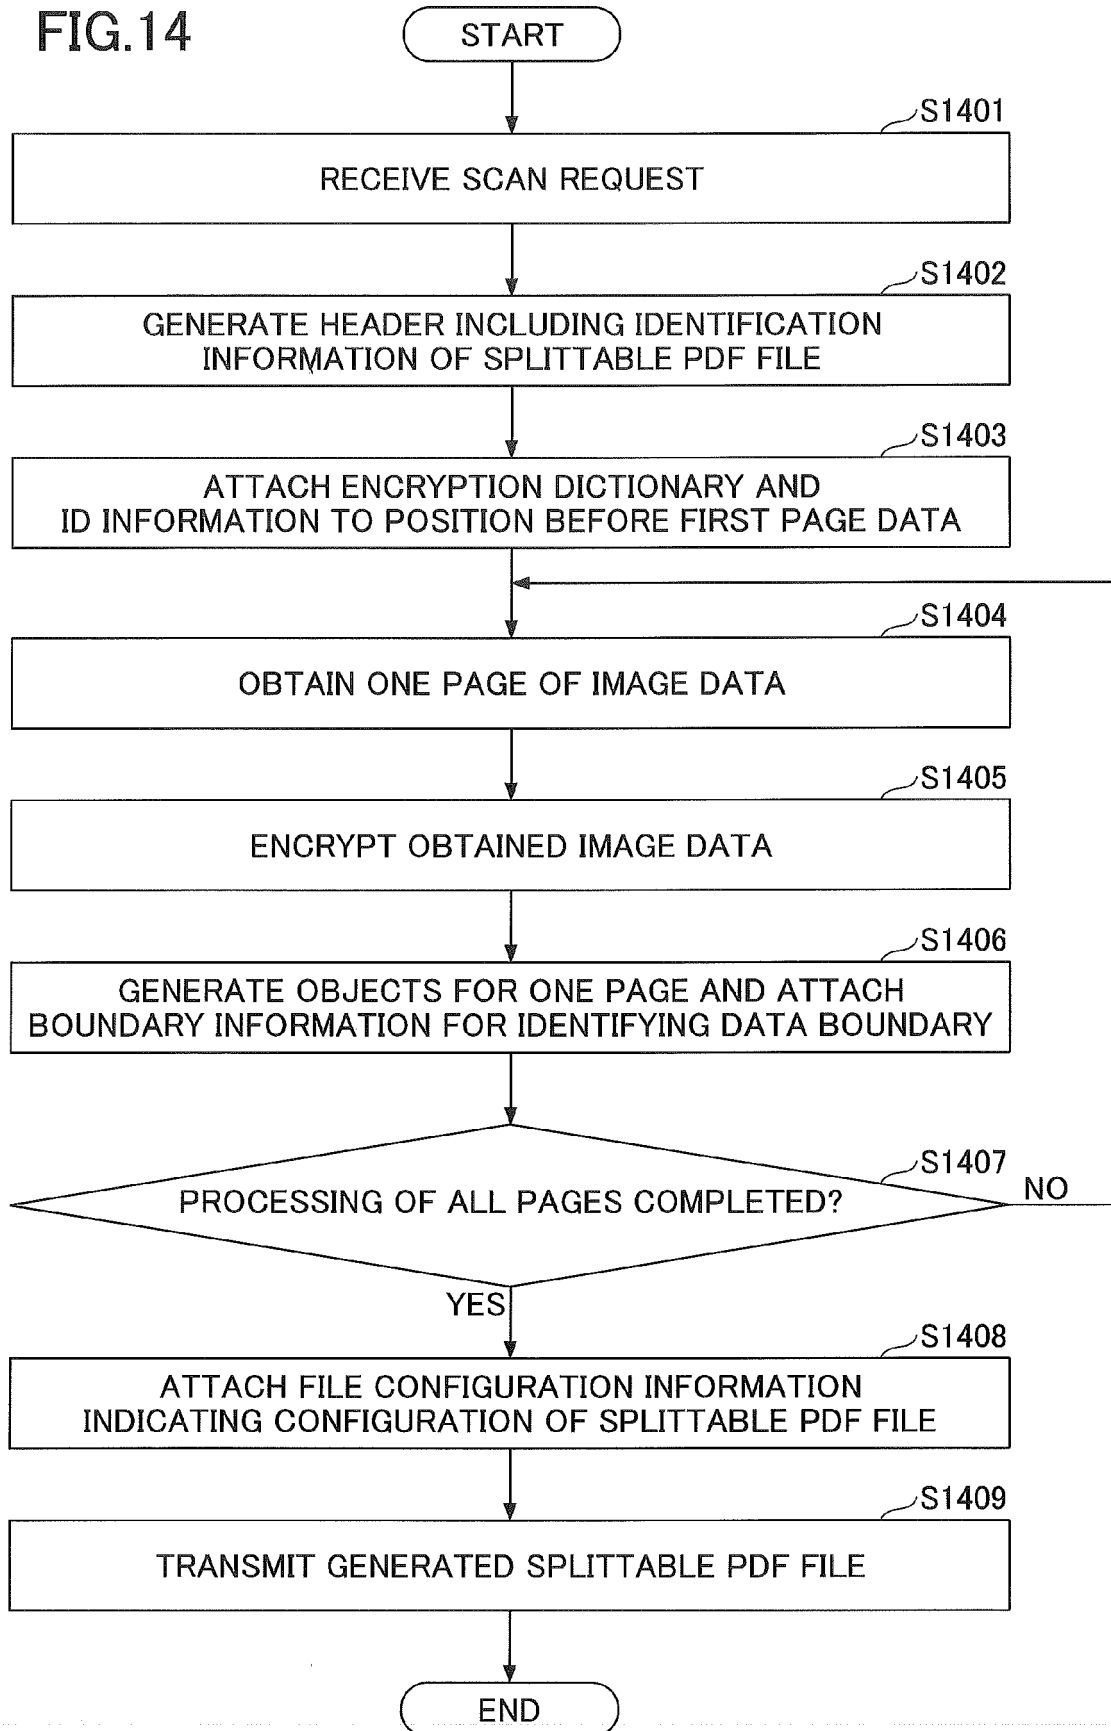 FIG.14
START
S1401
RECEIVE SCAN REQUEST
S1402
GENERATE HEADER INCLUDING IDENTIFICATION
INFORMATION OF SPLITTABLE PDF FILE
S1403
ATTACH ENCRYPTION DICTIONARY AND
ID INFORMATION TO POSITION BEFORE FIRST PAGE DATA
S1404
OBTAIN ONE PAGE OF IMAGE DATA
S1405
ENCRYPT OBTAINED IMAGE DATA
S1406
GENERATE OBJECTS FOR ONE PAGE AND ATTACH
BOUNDARY INFORMATION FOR IDENTIFYING DATA BOUNDARY
S1407
PROCESSING OF ALL PAGES COMPLETED?
NO
YES
S1408
ATTACH FILE CONFIGURATION INFORMATION
INDICATING CONFIGURATION OF SPLITTABLE PDF FILE
S1409
TRANSMIT GENERATED SPLITTABLE PDF FILE
END